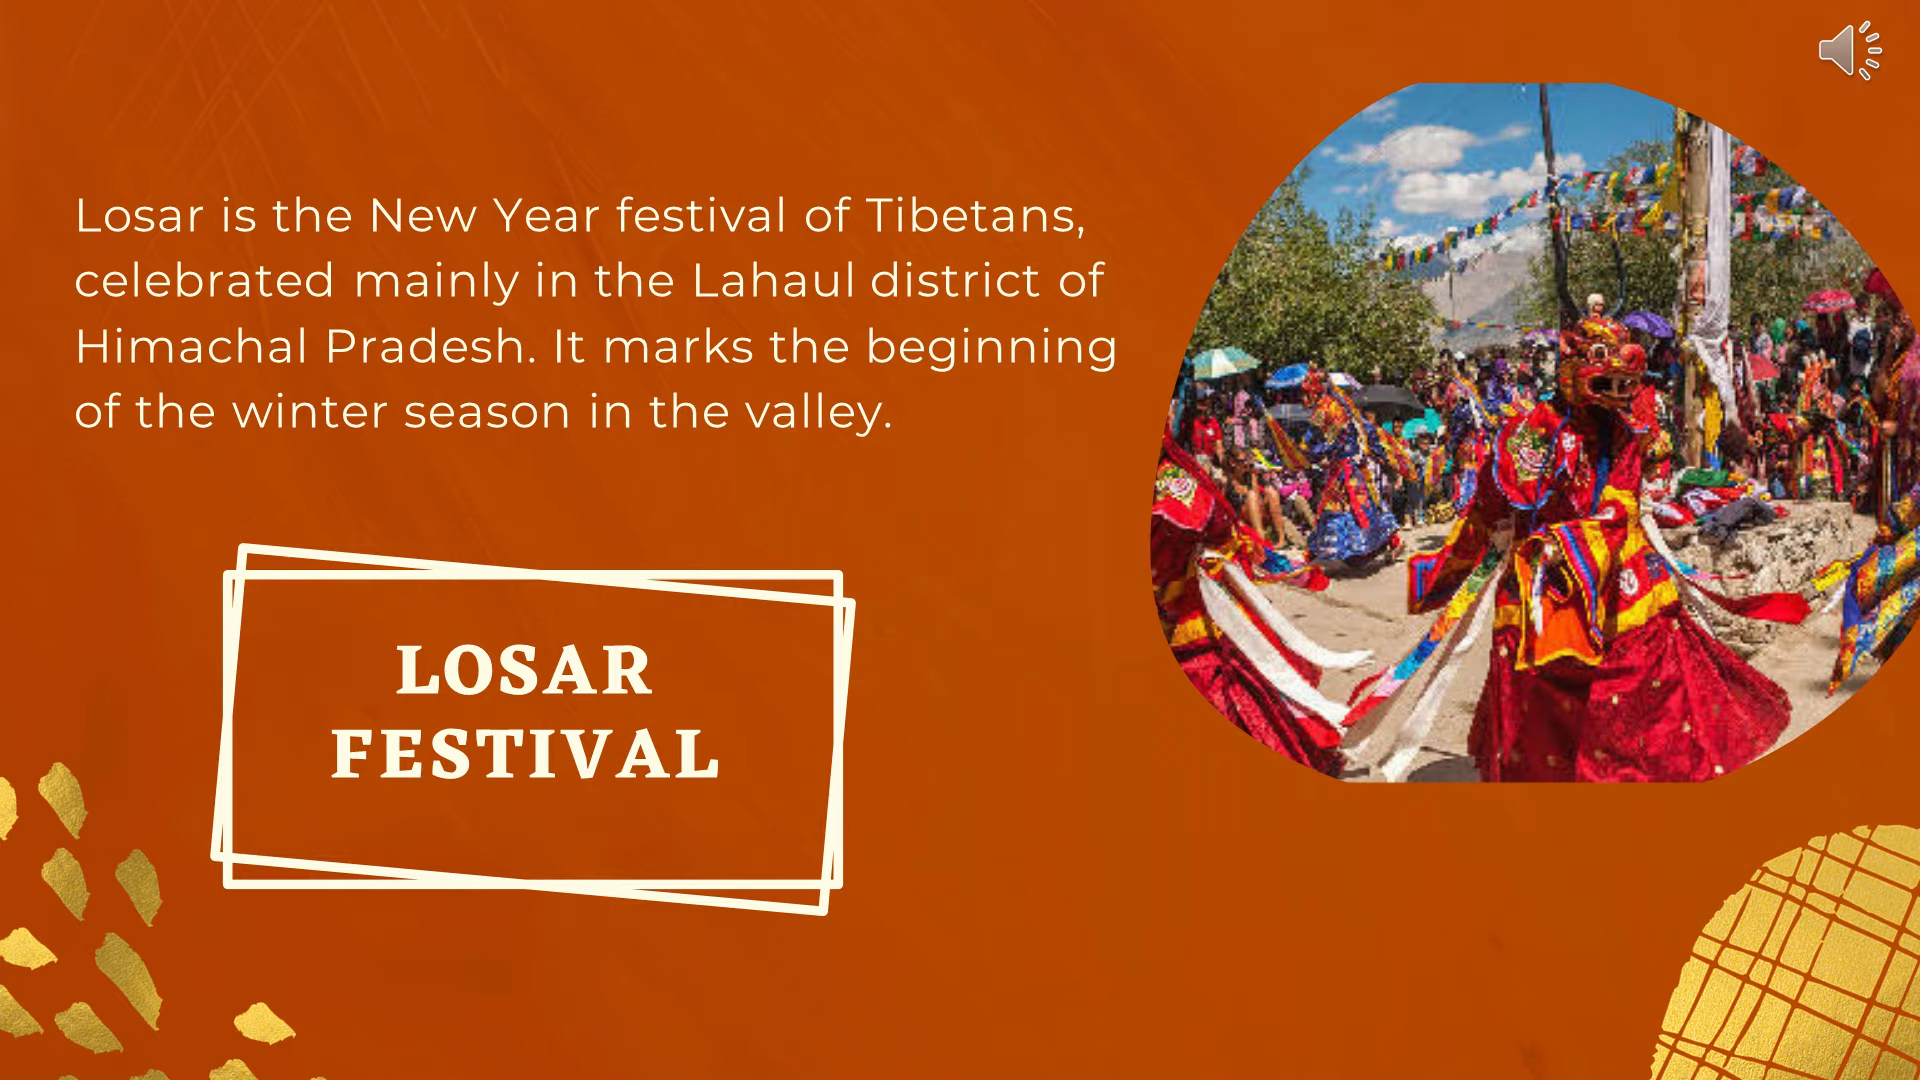 Losar is the New Year festival of Tibetans,
celebrated mainly in the Lahaul district of
Himachal Pradesh. It marks the beginning
of the winter season in the valley.
LOSAR
FESTIVAL